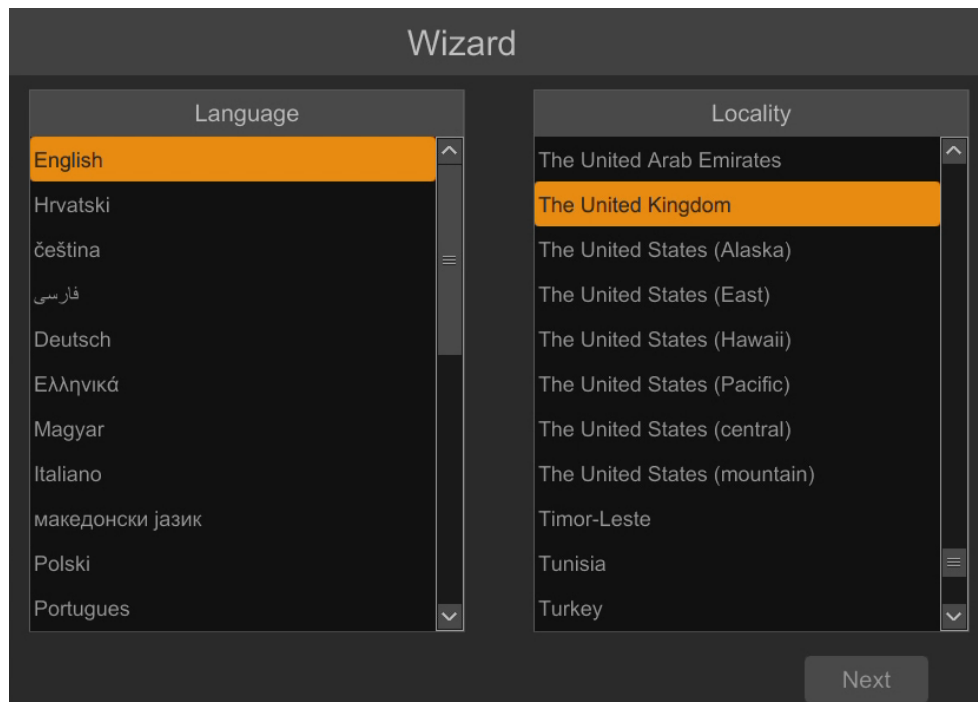 Wizard
Language
English
Hrvatski
čeština
فارسی
Deutsch
Ελληνικά
Magyar
Italiano
македонски јазик
Polski
Portugues
Locality
The United Arab Emirates
The United Kingdom
The United States (Alaska)
The United States (East)
The United States (Hawaii)
The United States (Pacific)
The United States (central)
The United States (mountain)
Timor-Leste
Tunisia
Turkey
Next